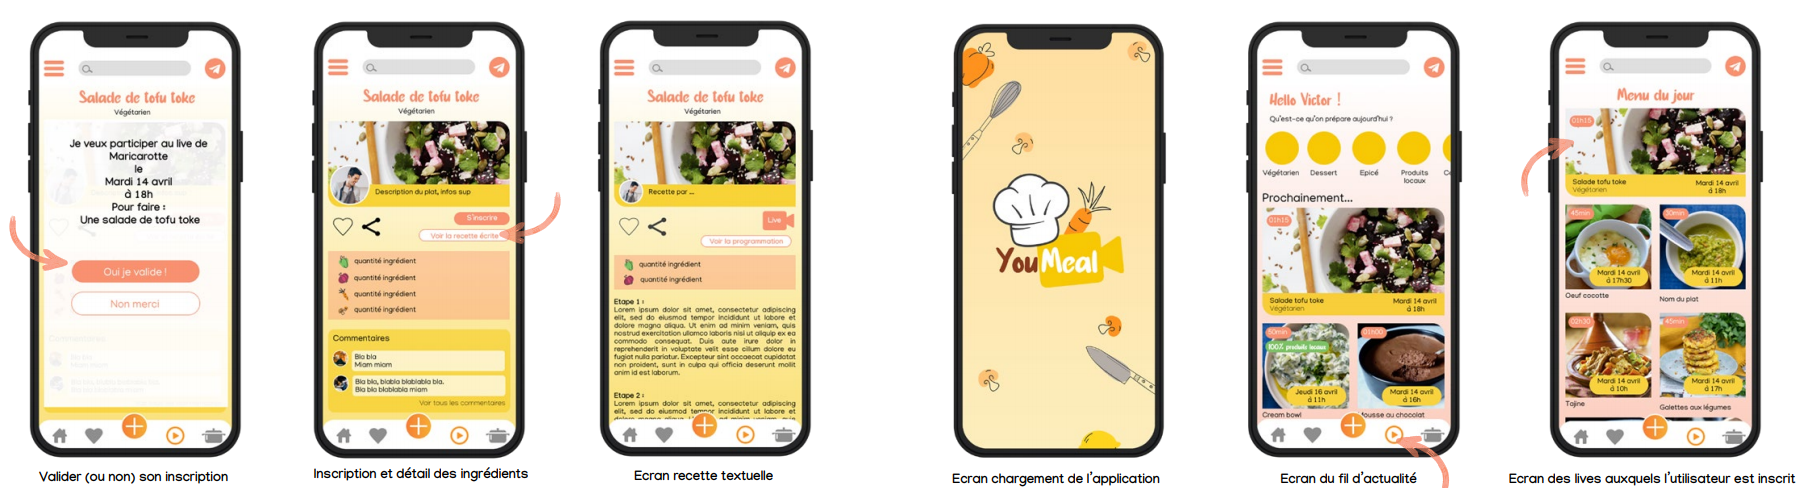 Salade de tofu toke
Végétarien
Je veux participer au live de
Maricarotte
le
Mardi 14 avril
à 18h
Pour faire :
Une salade de tofu toke
Oui je valide !
Non merci
Commentaires
Bla bla
Miam miam
Valider (ou non) son inscription
Salade de tofu toke
Végétarien
Description du plat, infos sup
S'inscrire
Voir la recette écrite
quantité ingrédient
quantité ingrédient
quantité ingrédient
quantité ingrédient
Commentaires
Bla bla
Miam miam
Bla bla, blabla blablabla bla.
Bla bla blablabla miam
Voir tous les commentaires
Inscription et détail des ingrédients
Salade de tofu toke
Végétarien
Recette par ...
Live
Voir la programmation
quantité ingrédient
quantité ingrédient
Etape 1 :
Lorem ipsum dolor sit amet, consectetur adipiscing
elit, sed do eiusmod tempor incididunt ut labore et
dolore magna aliqua. Ut enim ad minim veniam, quis
nostrud exercitation ullamco laboris nisi ut aliquip ex ea
commodo consequat. Duis aute irure dolor in
reprehenderit in voluptate velit esse cillum dolore eu
fugiat nulla pariatur. Excepteur sint occaecat cupidatat
non proident, sunt in culpa qui officia deserunt mollit
anim id est laborum.
Etape 2 :
Lorem ipsum dolor sit amet, consectetur adipiscing
elit, sed do eiusmod tempor incididunt ut labore et
Ecran recette textuelle
YouMeal
Ecran chargement de l'application
Hello Victor !
Qu'est-ce qu'on prépare aujourd'hui ?
Végétarien
Dessert
Epicé
Produits
locaux
Prochainement...
01h15
Salade tofu toke
Végétarien
Mardi 14 avril
à 18h
100% produits locaux
Jeudi 16 avril
à 11h
Cream bowl
01h00
Mardi 14 avril
à 16h
Mousse au chocolat
Ecran du fil d'actualité
Menu du jour
01h15
Salade tofu toke
Végétarien
Mardi 14 avril
à 18h
45min
Mardi 14 avril
à 17h30
Oeuf cocotte
30min
Mardi 14 avril
à 11h
Nom du plat
02h30
Mardi 14 avril
à 10h
Tajine
45min
Mardi 14 avril
à 17h
Galettes aux légumes
Ecran des lives auxquels l'utilisateur est inscrit